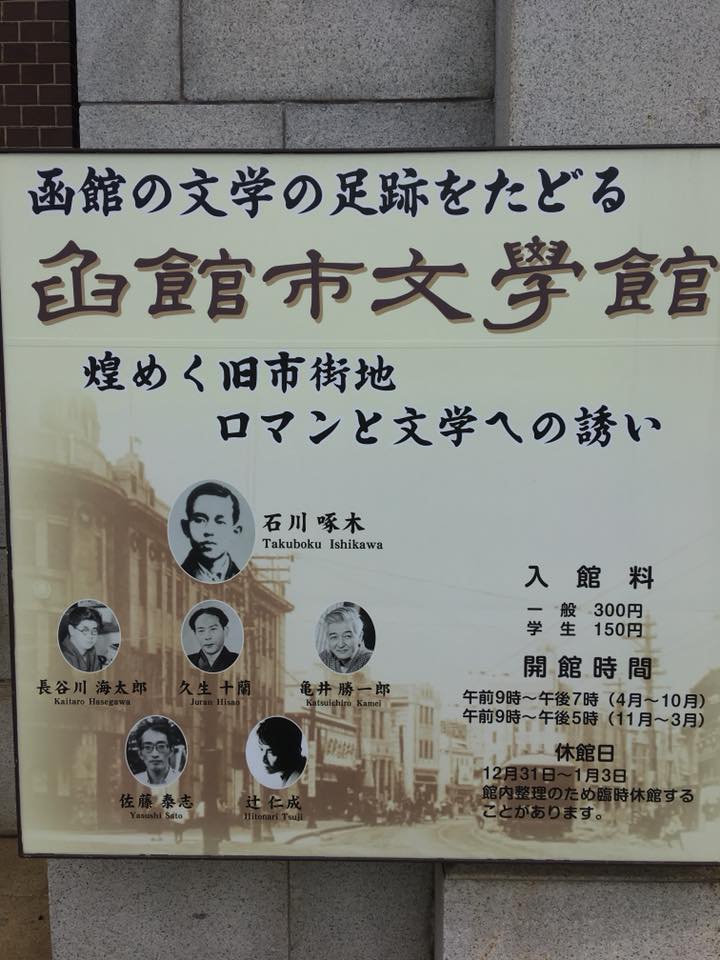 函館の文学の足跡をたどる
函館市文學館
煌めく旧市街地
ロマンと文学への誘い
石川 啄木
Takuboku Ishikawa
長谷川 海太郎
Kaitaro Hasegawa
久生 十蘭
Juran Hisao
亀井 勝一郎
Katsuichiro Kamei
佐藤 泰志
Yasushi Sato
辻 仁成
Hitonari Tsuji
入館料
一般 300円
学生 150円
開館時間
午前9時～午後7時（4月～10月）
午前9時～午後5時（11月～3月）
休館日
12月31日～1月3日
館内整理のため臨時休館する
ことがあります。